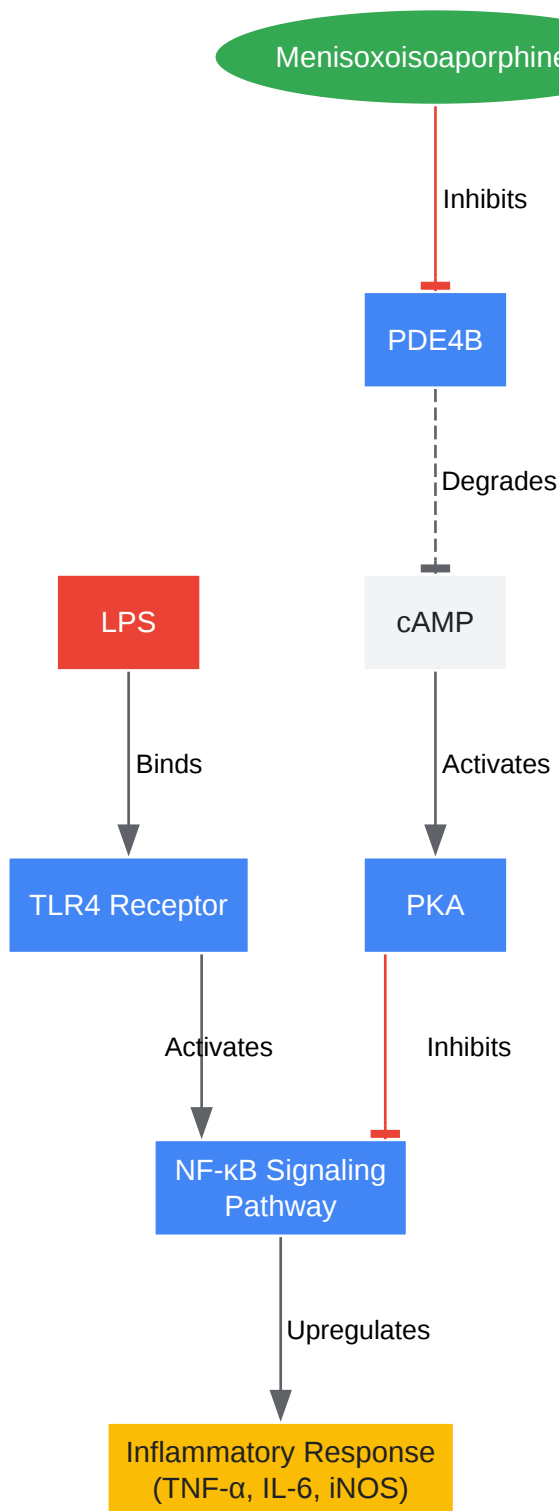 Menisoxoisoaporphine
Inhibits
PDE4B
Degrades
LPS
cAMP
Binds
Activates
TLR4 Receptor
PKA
Activates
Inhibits
NF-κB Signaling
Pathway
Upregulates
Inflammatory Response
(TNF-α, IL-6, iNOS)